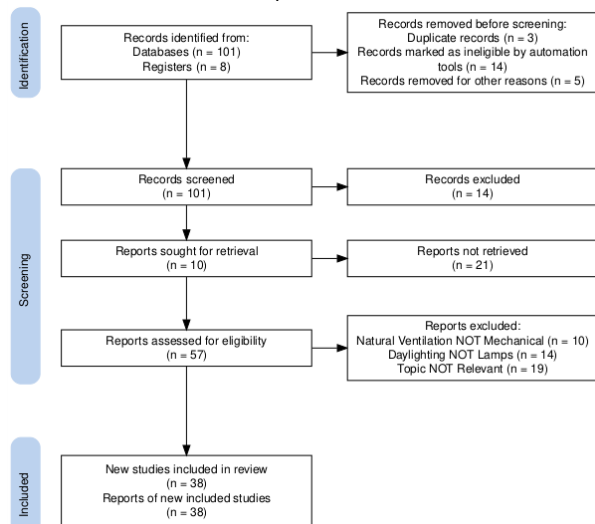 Identification
Records identified from:
Databases (n = 101)
Registers (n = 8)
Records removed before screening:
Duplicate records (n = 3)
Records marked as ineligible by automation
tools (n = 14)
Records removed for other reasons (n = 5)
Screening
Records screened
(n = 101)
Records excluded
(n = 14)
Reports sought for retrieval
(n = 10)
Reports not retrieved
(n = 21)
Reports assessed for eligibility
(n = 57)
Reports excluded:
Natural Ventilation NOT Mechanical (n = 10)
Daylighting NOT Lamps (n = 14)
Topic NOT Relevant (n = 19)
Included
New studies included in review
(n = 38)
Reports of new included studies
(n = 38)